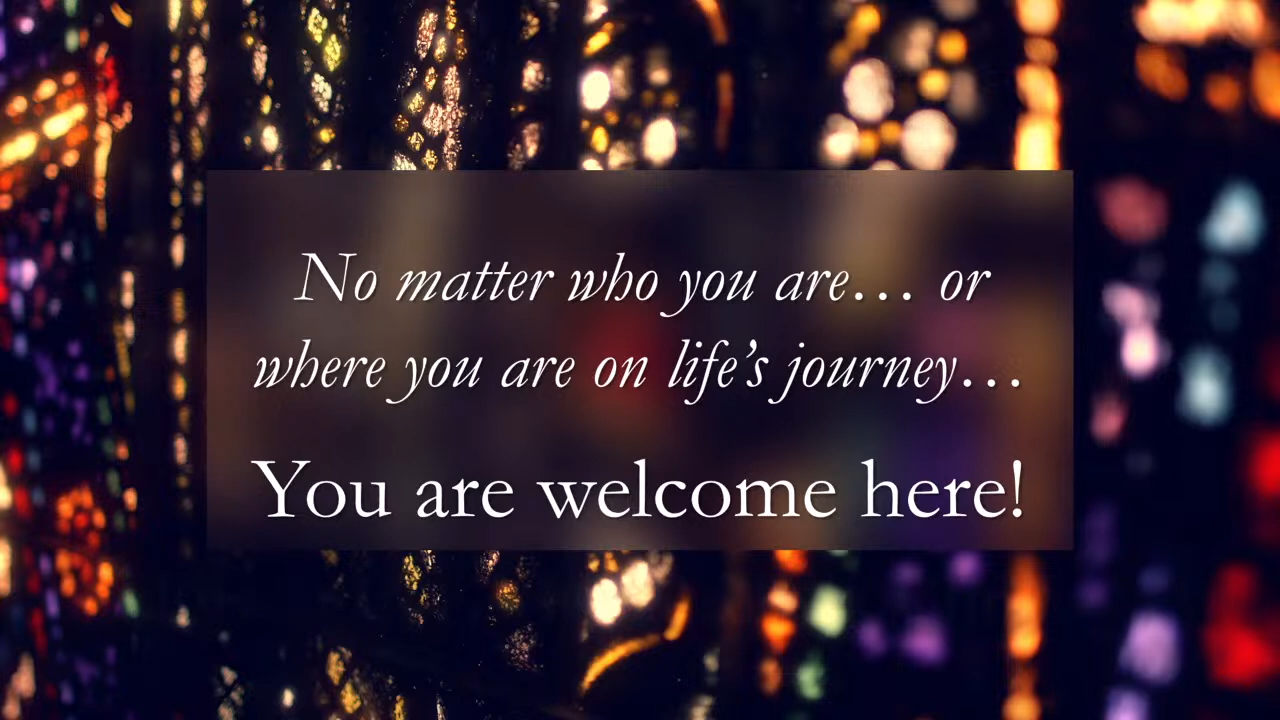 No matter who you are… or
where you are on life’s journey…
You are welcome here!